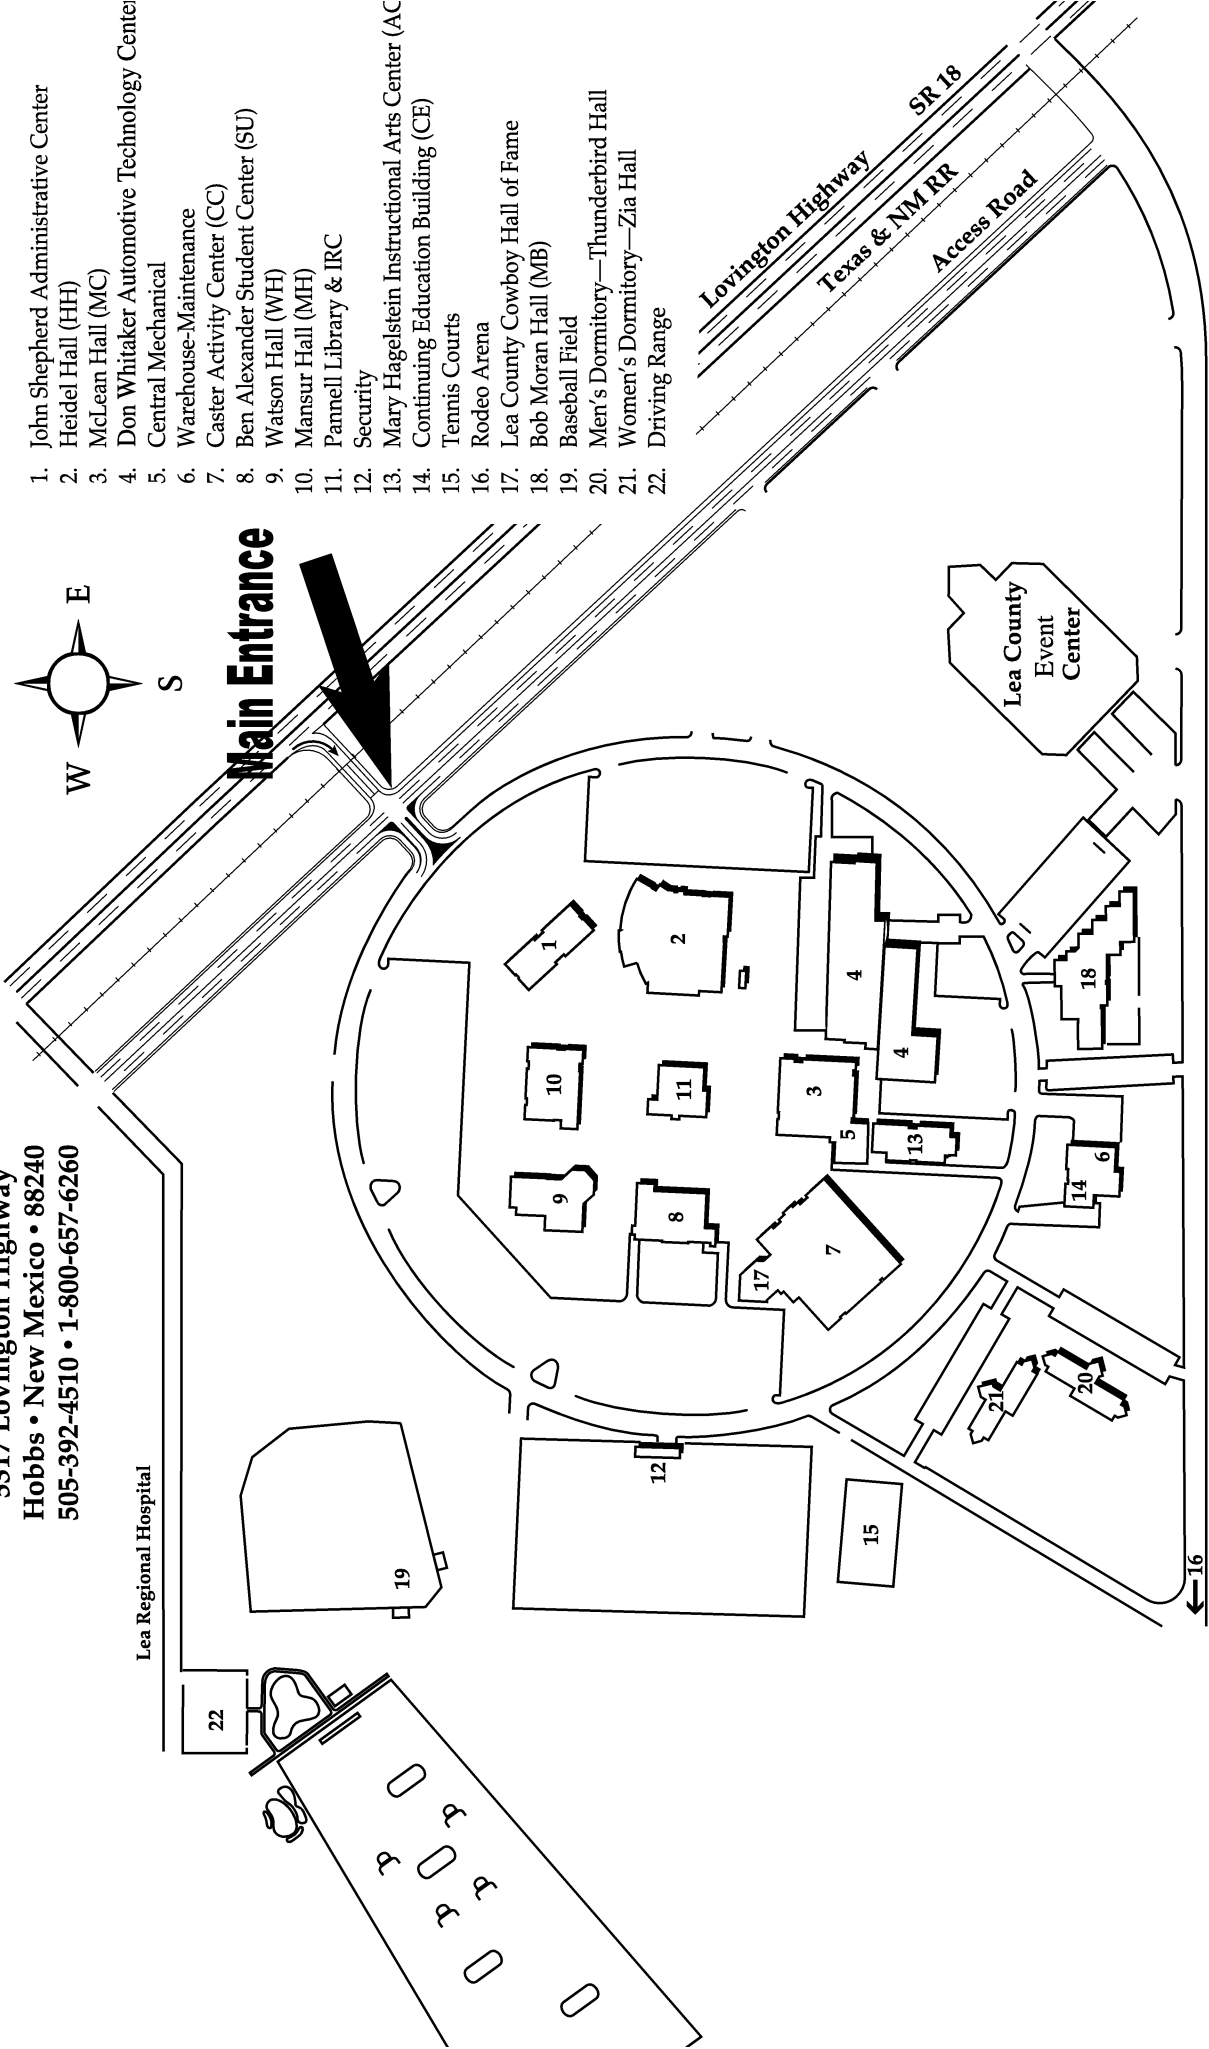 5317 Lovington Highway
Hobbs • New Mexico • 88240
505-392-4510 • 1-800-657-6260
W
E
S
Main Entrance
1. John Shepherd Administrative Center
2. Heidel Hall (HH)
3. McLean Hall (MC)
4. Don Whitaker Automotive Technology Center
5. Central Mechanical
6. Warehouse-Maintenance
7. Caster Activity Center (CC)
8. Ben Alexander Student Center (SU)
9. Watson Hall (WH)
10. Mansur Hall (MH)
11. Pannell Library & IRC
12. Security
13. Mary Hagelstein Instructional Arts Center (AC
14. Continuing Education Building (CE)
15. Tennis Courts
16. Rodeo Arena
17. Lea County Cowboy Hall of Fame
18. Bob Moran Hall (MB)
19. Baseball Field
20. Men's Dormitory—Thunderbird Hall
21. Women's Dormitory—Zia Hall
22. Driving Range
Lovington Highway
SR 18
Texas & NM RR
Access Road
Lea Regional Hospital
22
19
1
10
9
2
11
8
12
17
7
3
5
4
4
13
15
Lea County
Event
Center
18
6
14
21
20
16